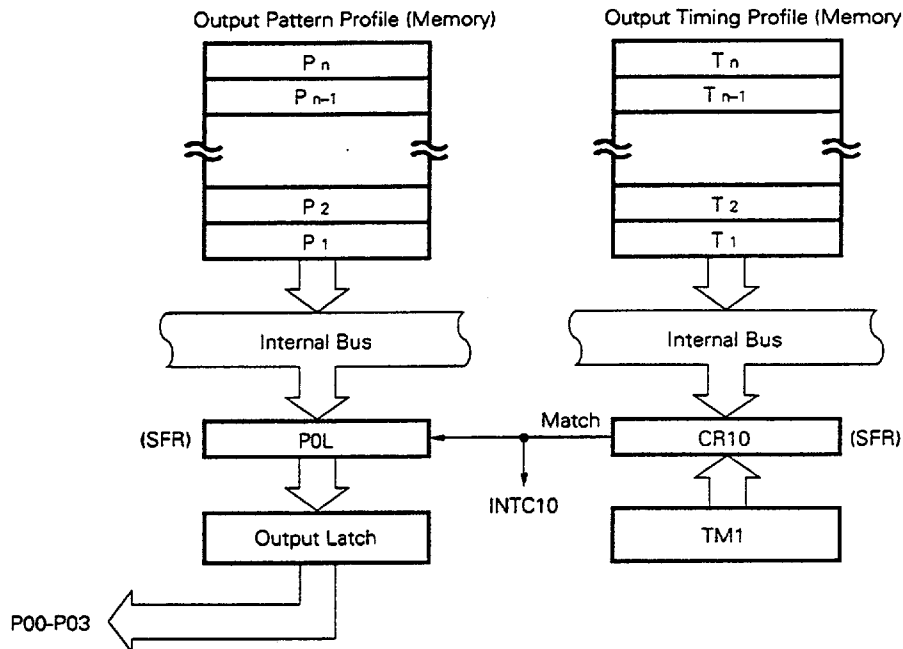 Output Pattern Profile (Memory)
P n
P n–1
P 2
P 1
Internal Bus
(SFR)
P0L
Output Latch
P00-P03
Output Timing Profile (Memory
T n
T n–1
T 2
T 1
Internal Bus
Match
INTC10
CR10
(SFR)
TM1